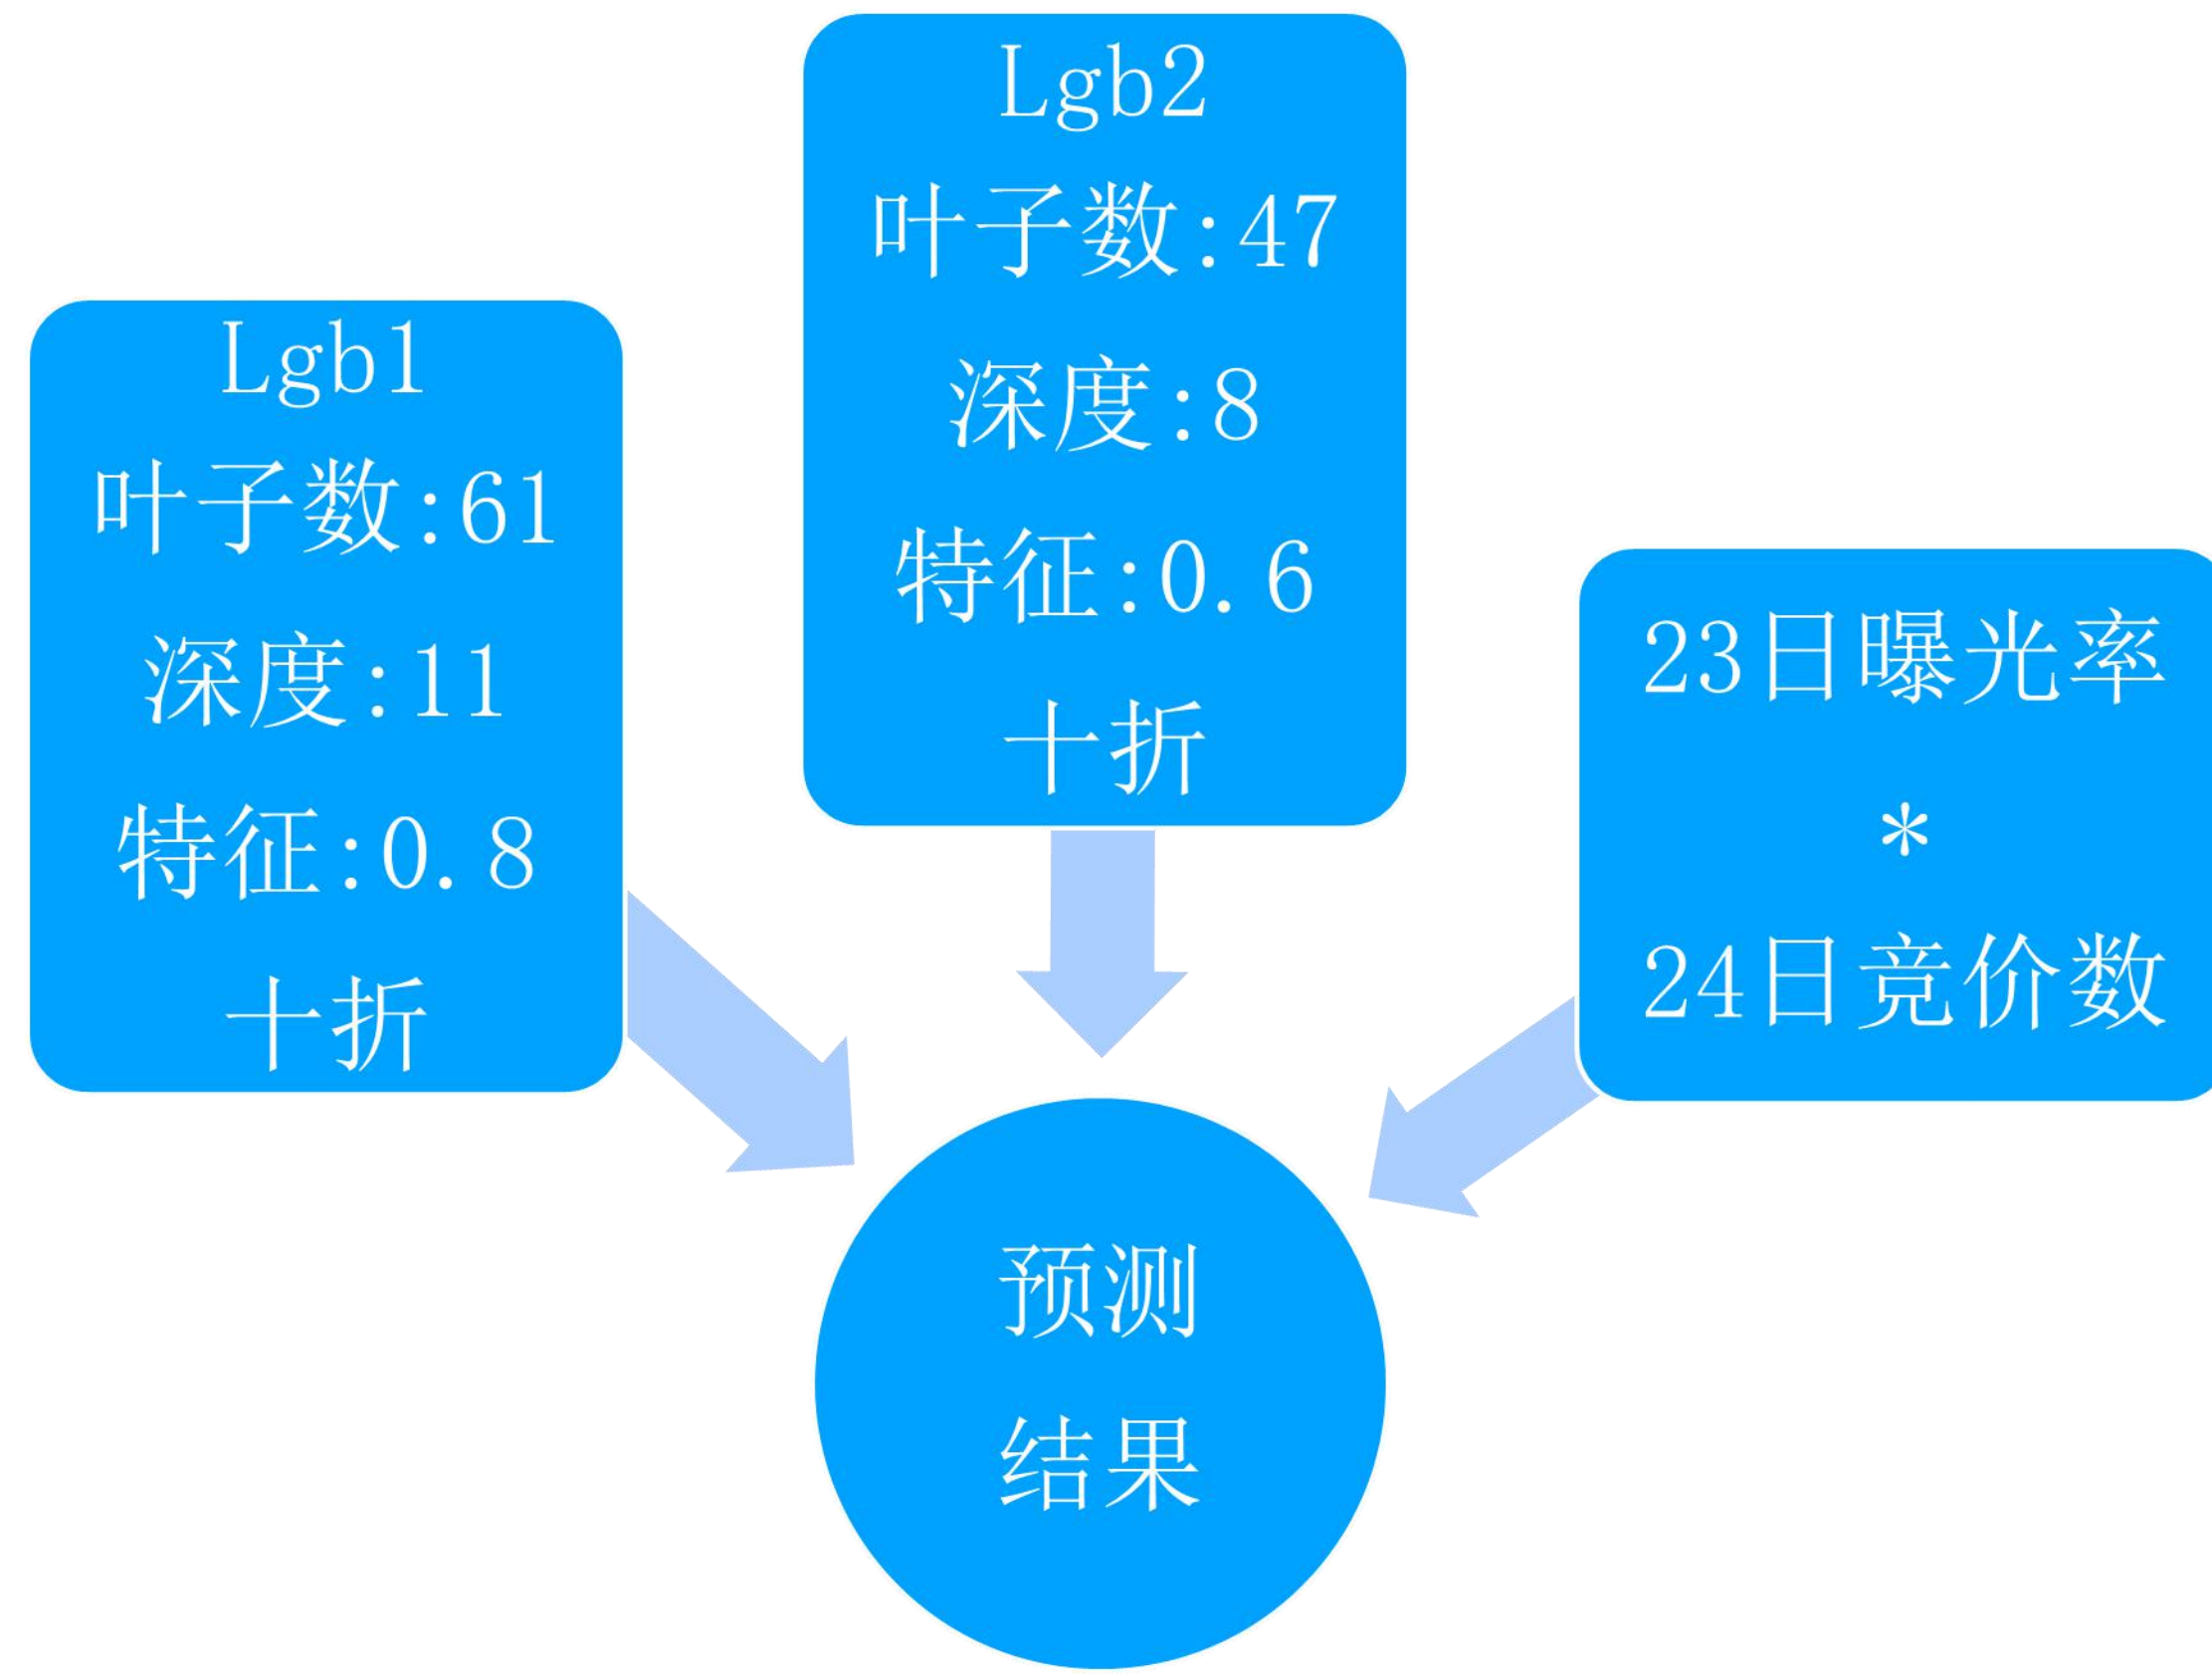 Lgb1
叶子数:61
深度:11
特征:0.8
十折
Lgb2
叶子数:47
深度:8
特征:0.6
十折
23日曝光率
*
24日竞价数
预测
结果